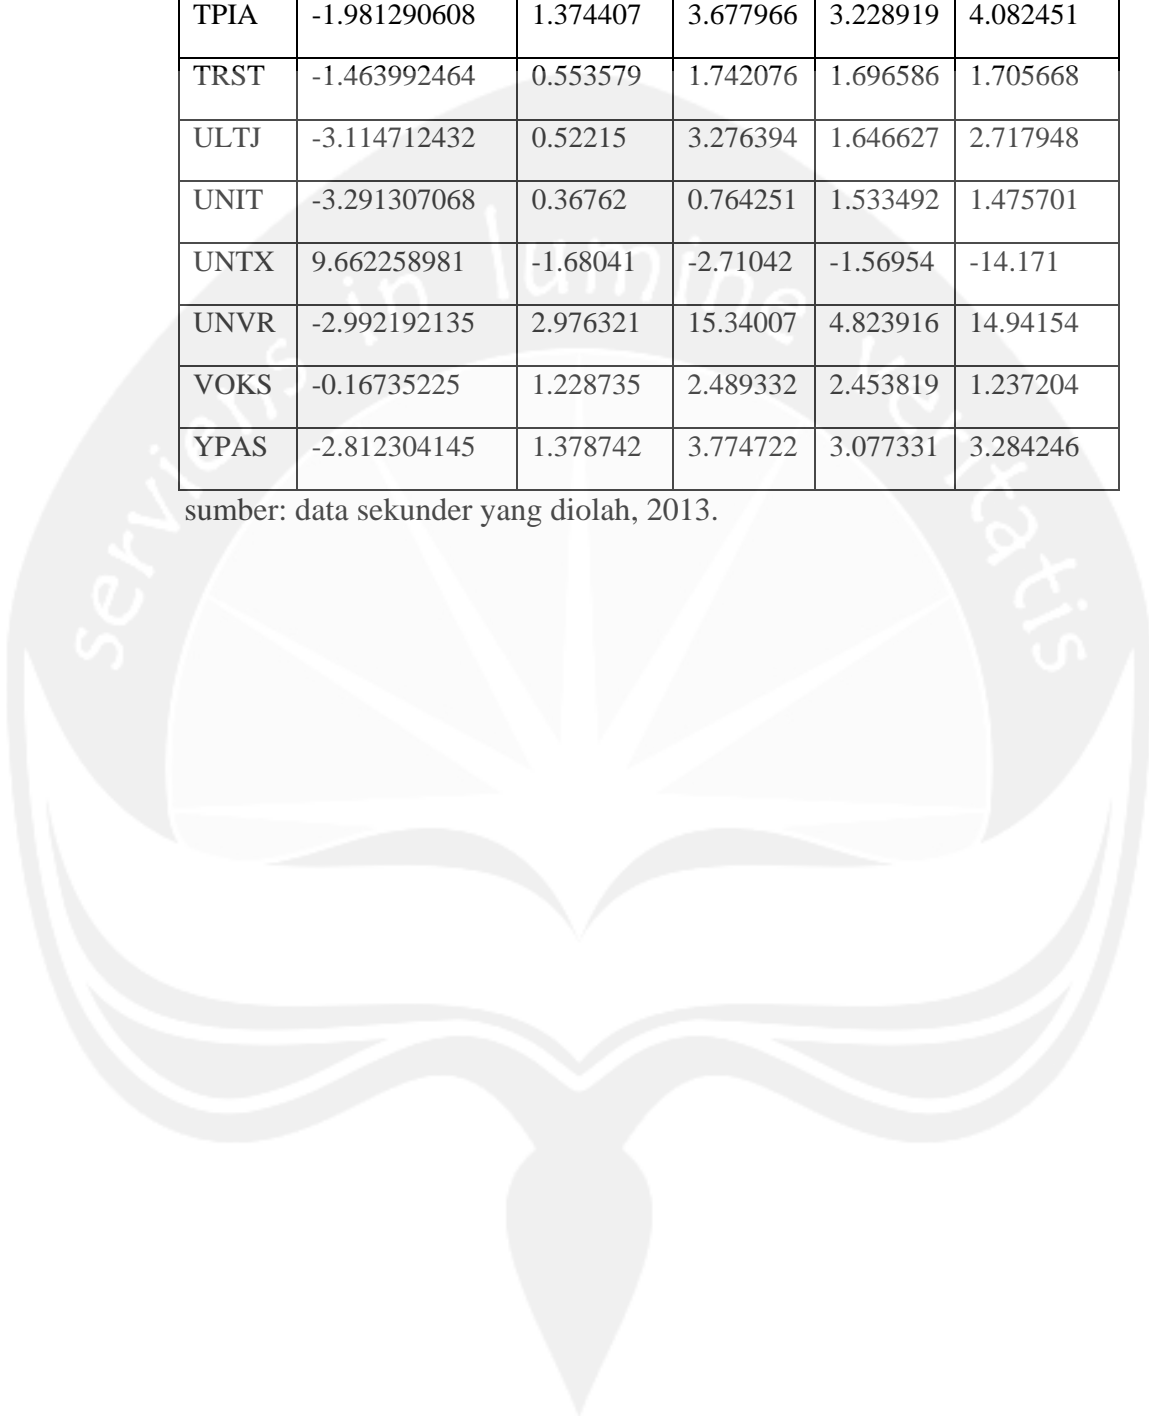 TPIA -1.981290608 1.374407 3.677966 3.228919 4.082451
TRST -1.463992464 0.553579 1.742076 1.696586 1.705668
ULTJ -3.114712432 0.52215 3.276394 1.646627 2.717948
UNIT -3.291307068 0.36762 0.764251 1.533492 1.475701
UNTX 9.662258981 -1.68041 -2.71042 -1.56954 -14.171
UNVR -2.992192135 2.976321 15.34007 4.823916 14.94154
VOKS -0.16735225 1.228735 2.489332 2.453819 1.237204
YPAS -2.812304145 1.378742 3.774722 3.077331 3.284246
sumber: data sekunder yang diolah, 2013.
serviens in lumine veritatis